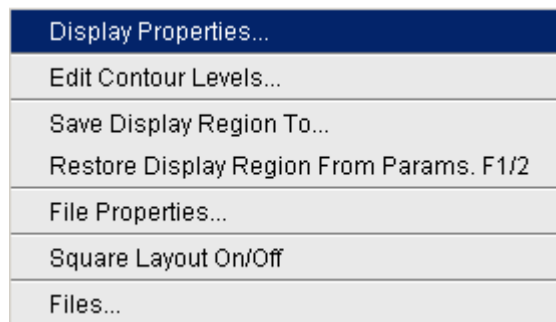 Display Properties...
Edit Contour Levels...
Save Display Region To...
Restore Display Region From Params. F1/2
File Properties...
Square Layout On/Off
Files...